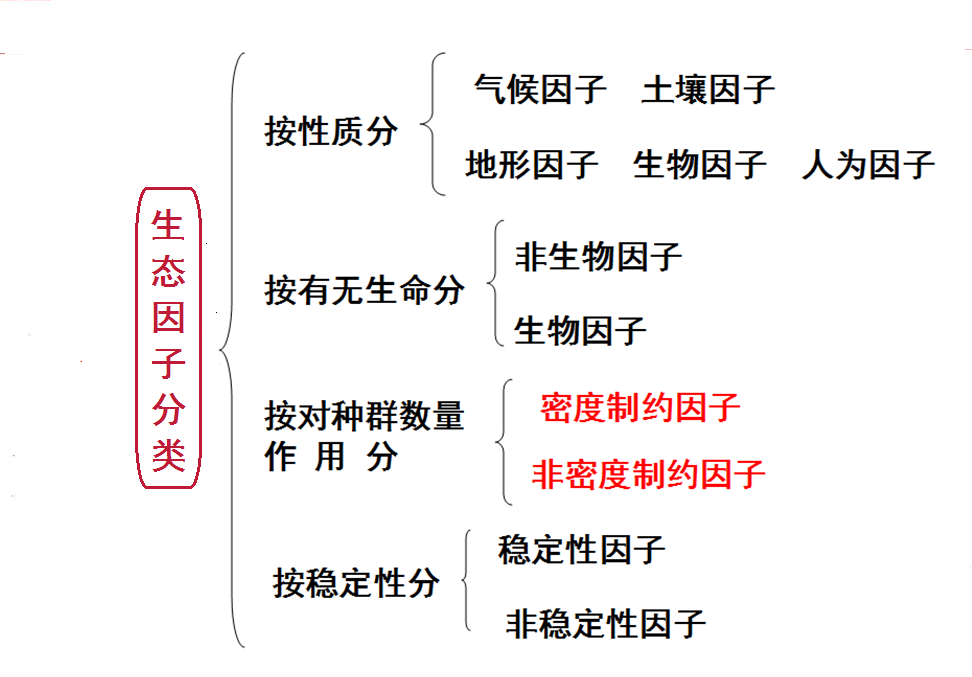 生态因子分类
按性质分
气候因子 土壤因子
地形因子 生物因子 人为因子
按有无生命分
非生物因子
生物因子
按对种群数量
作 用 分
密度制约因子
非密度制约因子
按稳定性分
稳定性因子
非稳定性因子